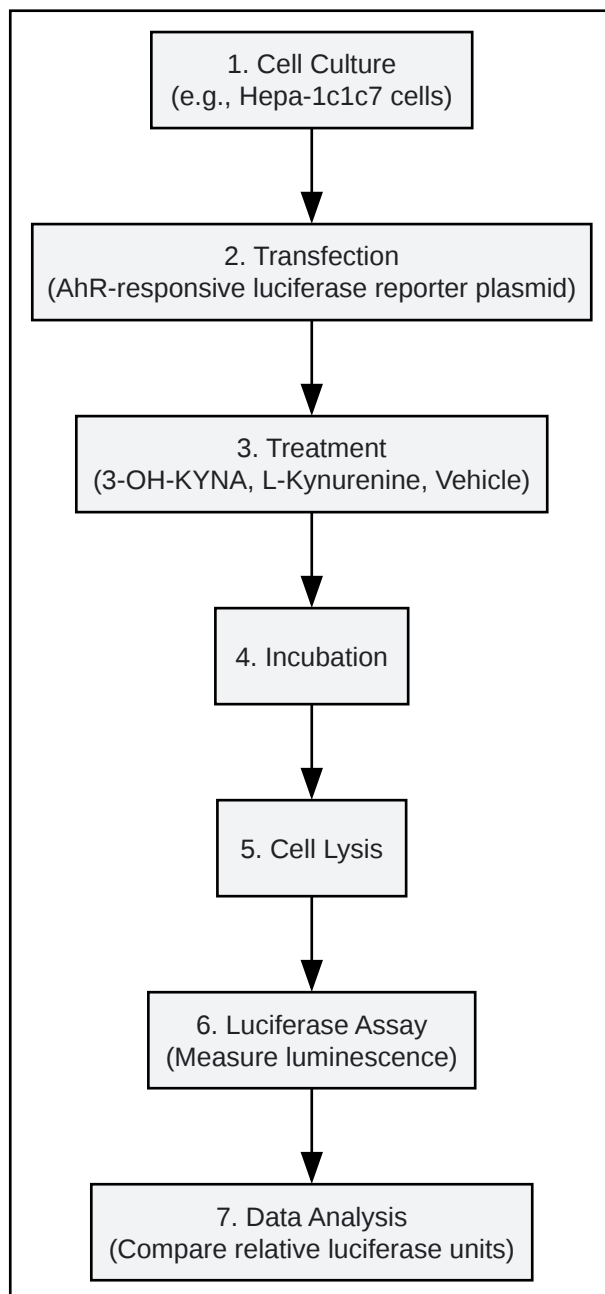 1. Cell Culture
(e.g., Hepa-1c1c7 cells)
2. Transfection
(AhR-responsive luciferase reporter plasmid)
3. Treatment
(3-OH-KYNA, L-Kynurenine, Vehicle)
4. Incubation
5. Cell Lysis
6. Luciferase Assay
(Measure luminescence)
7. Data Analysis
(Compare relative luciferase units)